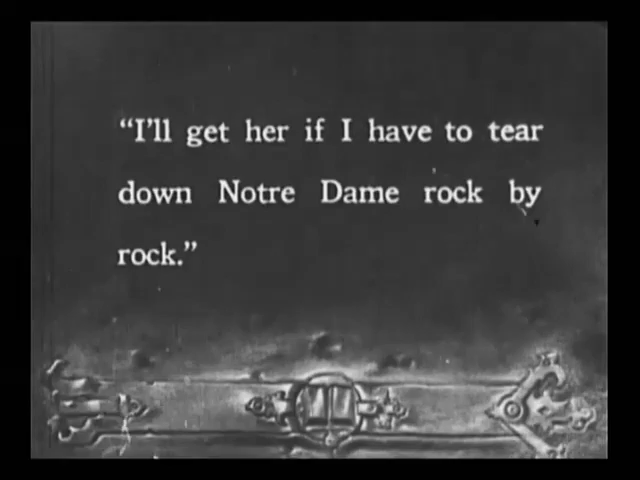 “I’ll get her if I have to tear
down Notre Dame rock by
rock.”